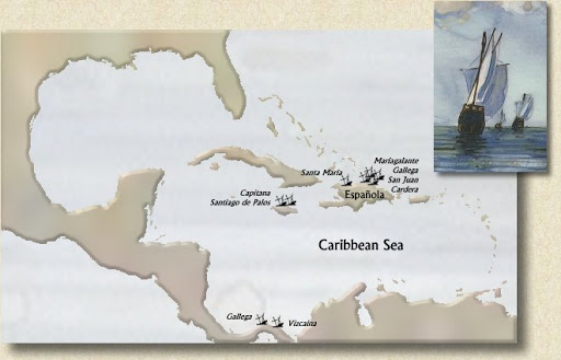 Mariagalante
Gallega
San Juan
Cardera
Santa Maria
Española
Capitana
Santiago de Palos
Caribbean Sea
Gallega
Vizcaina